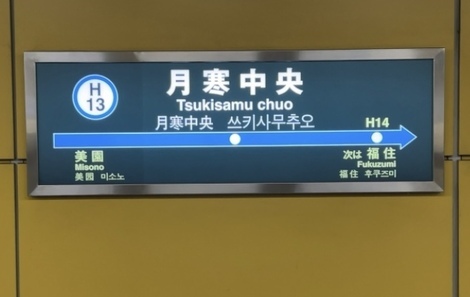 H
13
月寒中央
Tsukisamu chuo
月寒中央 쓰키사무추오
H14
美園
Misono
美园 미소노
次は 福住
Fukuzumi
福住 후쿠즈미